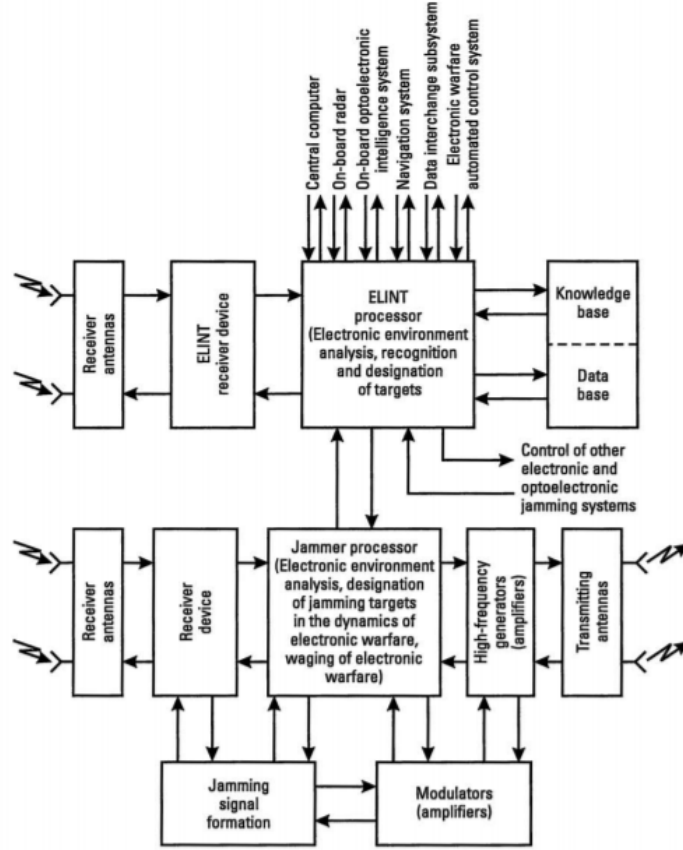 Central computer
On-board radar
On-board optoelectronic
intelligence system
Navigation system
Data interchange subsystem
Electronic warfare
automated control system
Receiver
antennas
ELINT
receiver device
ELINT
processor
(Electronic environment
analysis, recognition
and designation
of targets
Knowledge
base
Data
base
Control of other
electronic and
optoelectronic
jamming systems
Receiver
antennas
Receiver
device
Jammer processor
(Electronic environment
analysis, designation
of jamming targets
in the dynamics of
electronic warfare,
waging of electronic
warfare)
High-frequency
generators
(amplifiers)
Transmitting
antennas
Jamming
signal
formation
Modulators
(amplifiers)